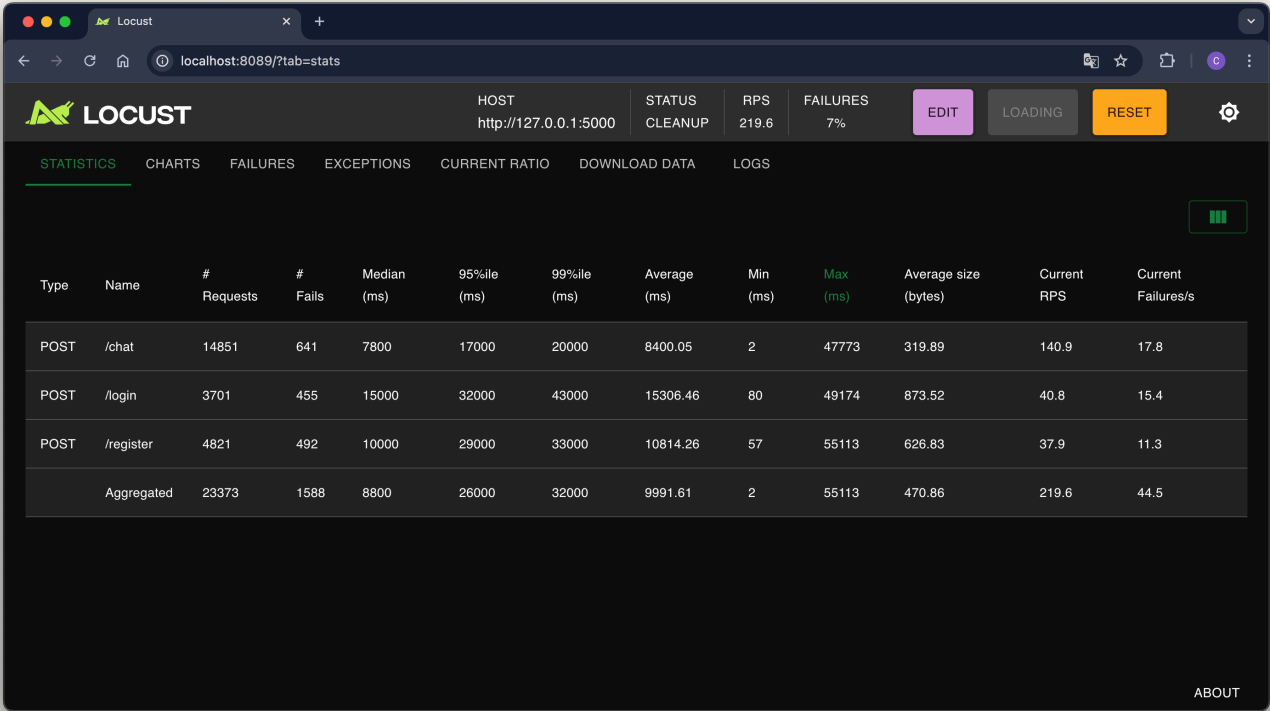 Locust
localhost:8089/?tab=stats
C
LOCUST
HOST
http://127.0.0.1:5000
STATUS
CLEANUP
RPS
219.6
FAILURES
7%
EDIT
LOADING
RESET
STATISTICS CHARTS FAILURES EXCEPTIONS CURRENT RATIO DOWNLOAD DATA LOGS
Type Name # Requests # Fails Median (ms) 95%ile (ms) 99%ile (ms) Average (ms) Min (ms) Max (ms) Average size (bytes) Current RPS Current Failures/s
POST /chat 14851 641 7800 17000 20000 8400.05 2 47773 319.89 140.9 17.8
POST /login 3701 455 15000 32000 43000 15306.46 80 49174 873.52 40.8 15.4
POST /register 4821 492 10000 29000 33000 10814.26 57 55113 626.83 37.9 11.3
Aggregated 23373 1588 8800 26000 32000 9991.61 2 55113 470.86 219.6 44.5
ABOUT